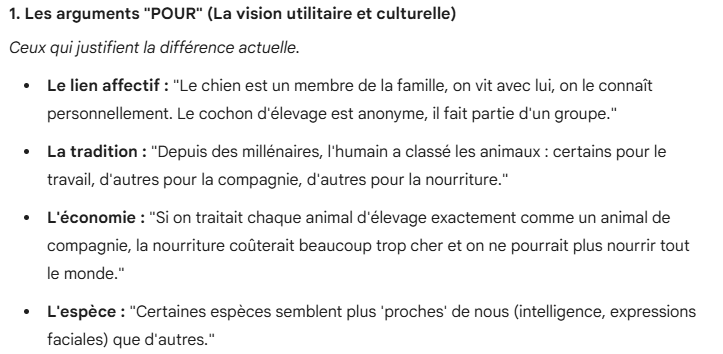 1. Les arguments "POUR" (La vision utilitaire et culturelle)
Ceux qui justifient la différence actuelle.
• Le lien affectif : "Le chien est un membre de la famille, on vit avec lui, on le connaît
personnellement. Le cochon d'élevage est anonyme, il fait partie d'un groupe."
• La tradition : "Depuis des millénaires, l'humain a classé les animaux : certains pour le
travail, d'autres pour la compagnie, d'autres pour la nourriture."
• L'économie : "Si on traitait chaque animal d'élevage exactement comme un animal de
compagnie, la nourriture coûterait beaucoup trop cher et on ne pourrait plus nourrir tout
le monde."
• L'espèce : "Certaines espèces semblent plus 'proches' de nous (intelligence, expressions
faciales) que d'autres."